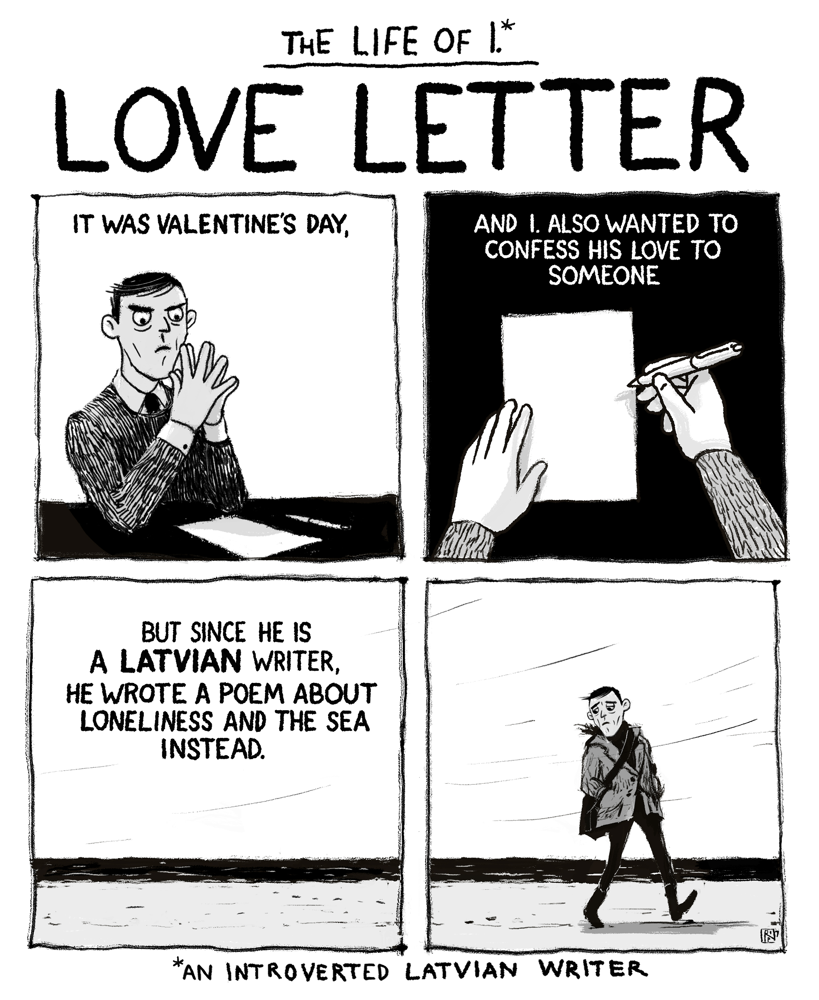 THE LIFE OF I.*
LOVE LETTER
IT WAS VALENTINE'S DAY,
AND I. ALSO WANTED TO
CONFESS HIS LOVE TO
SOMEONE
BUT SINCE HE IS
A LATVIAN WRITER,
HE WROTE A POEM ABOUT
LONELINESS AND THE SEA
INSTEAD.
*AN INTROVERTED LATVIAN WRITER